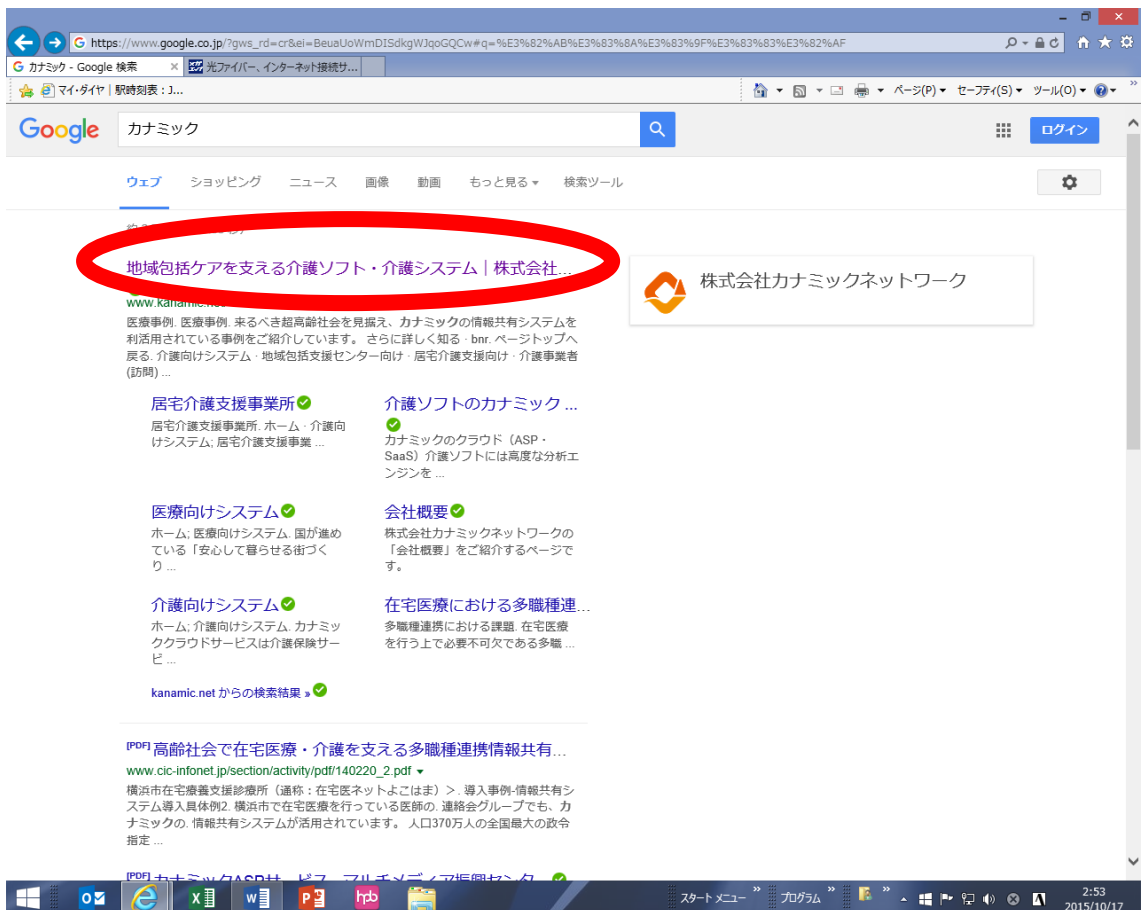 https://www.google.co.jp/?gws_rd=cr&ei=BeuaUoWmDISdkgWJqoGQCw#q=%E3%82%AB%E3%83%8A%E3%83%9F%E3%83%83%E3%82%AF
カナミック - Google 検索
光ファイバー、インターネット接続サ...
マイ・ダイヤ
駅時刻表：J...
ページ(P)
セーフティ(S)
ツール(O)
Google
カナミック
ログイン
ウェブ ショッピング ニュース 画像 動画 もっと見る 検索ツール
地域包括ケアを支える介護ソフト・介護システム｜株式会社...
株式会社カナミックネットワーク
www.kanamic.net
医療事例. 医療事例. 来るべき超高齢社会を見据え、カナミックの情報共有システムを
利活用されている事例をご紹介しています。 さらに詳しく知る · bnr. ページトップへ
戻る. 介護向けシステム · 地域包括支援センター向け · 居宅介護支援向け · 介護事業者
(訪問) ...
居宅介護支援事業所
居宅介護支援事業所. ホーム · 介護向
けシステム; 居宅介護支援事業 ...
介護ソフトのカナミック ...
カナミックのクラウド（ASP・
SaaS）介護ソフトには高度な分析エ
ンジンを ...
医療向けシステム
ホーム; 医療向けシステム. 国が進め
ている「安心して暮らせる街づく
り ...
会社概要
株式会社カナミックネットワークの
「会社概要」をご紹介するページで
す。
介護向けシステム
ホーム; 介護向けシステム. カナミッ
ククラウドサービスは介護保険サー
ビ ...
在宅医療における多職種連...
多職種連携における課題. 在宅医療
を行う上で必要不可欠である多職 ...
kanamic.net からの検索結果 »
[PDF] 高齢社会で在宅医療・介護を支える多職種連携情報共有...
www.cic-infonet.jp/section/activity/pdf/140220_2.pdf
横浜市在宅療養支援診療所（通称：在宅医ネットよこはま）＞. 導入事例-情報共有シ
ステム導入具体例2. 横浜市で在宅医療を行っている医師の. 連絡会グループでも、カ
ナミックの. 情報共有システムが活用されています。 人口370万人の全国最大の政令
指定 ...
[PDF] カナミックASPサービス マルチメディア振興センタ
スタート メニュー
プログラム
2:53
2015/10/17